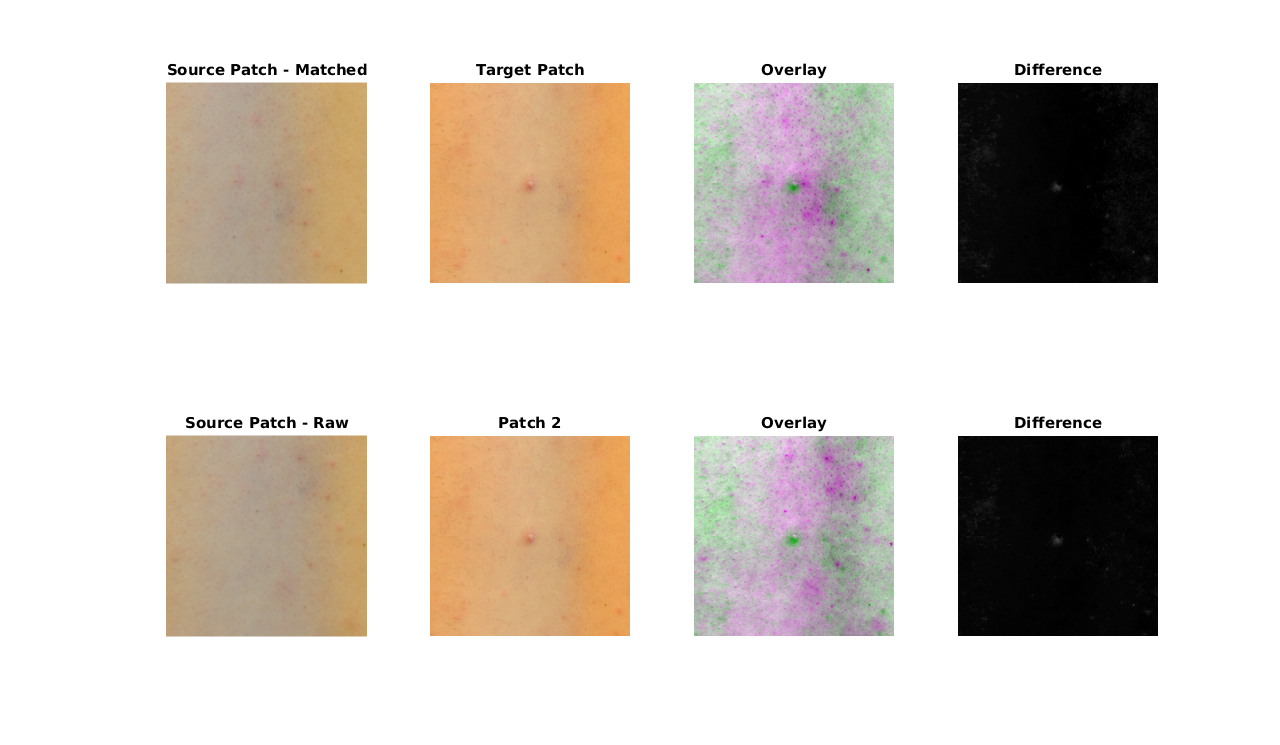 Source Patch - Matched
Target Patch
Overlay
Difference
Source Patch - Raw
Patch 2
Overlay
Difference